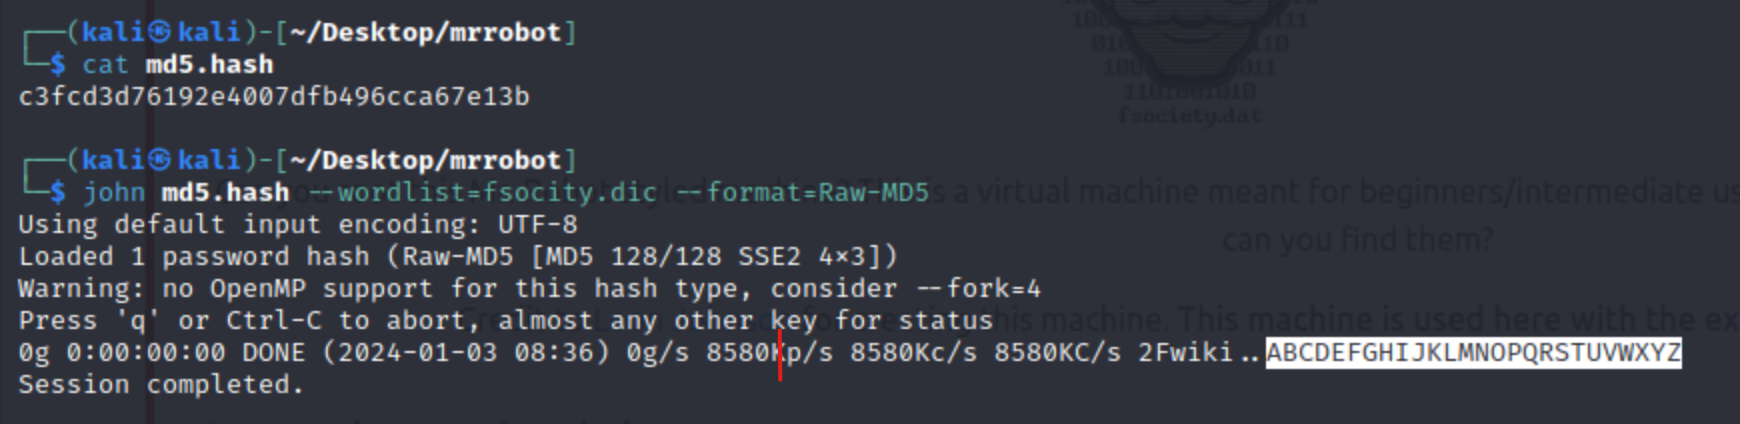 ┌──(kali㉿kali)-[~/Desktop/mrrobot]
└─$ cat md5.hash
c3fcd3d76192e4007dfb496cca67e13b
┌──(kali㉿kali)-[~/Desktop/mrrobot]
└─$ john md5.hash --wordlist=fsocity.dic --format=Raw-MD5
Using default input encoding: UTF-8
Loaded 1 password hash (Raw-MD5 [MD5 128/128 SSE2 4×3])
Warning: no OpenMP support for this hash type, consider --fork=4
Press 'q' or Ctrl-C to abort, almost any other key for status
0g 0:00:00:00 DONE (2024-01-03 08:36) 0g/s 8580Kp/s 8580Kc/s 8580KC/s 2Fwiki..ABCDEFGHIJKLMNOPQRSTUVWXYZ
Session completed.
1101001010
fsociety.dat
is a virtual machine meant for beginners/intermediate us
can you find them?
this machine. This machine is used here with the ex